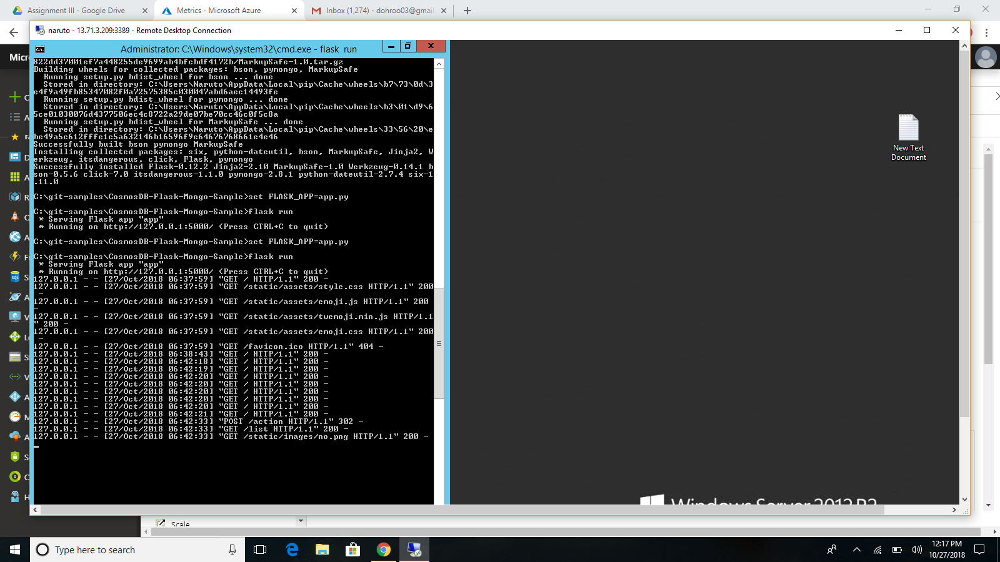 Assignment III - Google Drive
Metrics - Microsoft Azure
Inbox (1,274) - dohroo03@gmai
naruto - 13.71.3.209:3389 - Remote Desktop Connection
Micr
Administrator: C:\Windows\system32\cmd.exe - flask  run
822dd37001ef7a448255de9699ab4bfcbdf4172b/MarkupSafe-1.0.tar.gz
Building wheels for collected packages: bson, pymongo, MarkupSafe
  Running setup.py bdist_wheel for bson ... done
  Stored in directory: C:\Users\Naruto\AppData\Local\pip\Cache\wheels\b7\73\0d\3
e4f9a49fb85347082f0a72575385c030047abd6aec14493fe
  Running setup.py bdist_wheel for pymongo ... done
  Stored in directory: C:\Users\Naruto\AppData\Local\pip\Cache\wheels\b3\01\d9\6
5ce01030076d4377506ec4c8722a29de07be70cc46c0f5c8a
  Running setup.py bdist_wheel for MarkupSafe ... done
  Stored in directory: C:\Users\Naruto\AppData\Local\pip\Cache\wheels\33\56\20\e
be49a5c612fffe1c5a632146b16596f9e64676768661e4e46
Successfully built bson pymongo MarkupSafe
Installing collected packages: six, python-dateutil, bson, MarkupSafe, Jinja2, W
erkzeug, itsdangerous, click, Flask, pymongo
Successfully installed Flask-0.12.2 Jinja2-2.10 MarkupSafe-1.0 Werkzeug-0.14.1 b
son-0.5.6 click-7.0 itsdangerous-1.1.0 pymongo-2.8.1 python-dateutil-2.7.4 six-1
.11.0
C:\git-samples\CosmosDB-Flask-Mongo-Sample>set FLASK_APP=app.py
C:\git-samples\CosmosDB-Flask-Mongo-Sample>flask run
 * Serving Flask app "app"
 * Running on http://127.0.0.1:5000/ (Press CTRL+C to quit)
C:\git-samples\CosmosDB-Flask-Mongo-Sample>set FLASK_APP=app.py
C:\git-samples\CosmosDB-Flask-Mongo-Sample>flask run
 * Serving Flask app "app"
 * Running on http://127.0.0.1:5000/ (Press CTRL+C to quit)
127.0.0.1 - - [27/Oct/2018 06:37:59] "GET / HTTP/1.1" 200 -
127.0.0.1 - - [27/Oct/2018 06:37:59] "GET /static/assets/style.css HTTP/1.1" 200
 -
127.0.0.1 - - [27/Oct/2018 06:37:59] "GET /static/assets/emoji.js HTTP/1.1" 200
-
127.0.0.1 - - [27/Oct/2018 06:37:59] "GET /static/assets/twemoji.min.js HTTP/1.1
" 200 -
127.0.0.1 - - [27/Oct/2018 06:37:59] "GET /static/assets/emoji.css HTTP/1.1" 200
 -
127.0.0.1 - - [27/Oct/2018 06:37:59] "GET /favicon.ico HTTP/1.1" 404 -
127.0.0.1 - - [27/Oct/2018 06:38:43] "GET / HTTP/1.1" 200 -
127.0.0.1 - - [27/Oct/2018 06:42:18] "GET / HTTP/1.1" 200 -
127.0.0.1 - - [27/Oct/2018 06:42:19] "GET / HTTP/1.1" 200 -
127.0.0.1 - - [27/Oct/2018 06:42:20] "GET / HTTP/1.1" 200 -
127.0.0.1 - - [27/Oct/2018 06:42:20] "GET / HTTP/1.1" 200 -
127.0.0.1 - - [27/Oct/2018 06:42:20] "GET / HTTP/1.1" 200 -
127.0.0.1 - - [27/Oct/2018 06:42:20] "GET / HTTP/1.1" 200 -
127.0.0.1 - - [27/Oct/2018 06:42:20] "GET / HTTP/1.1" 200 -
127.0.0.1 - - [27/Oct/2018 06:42:21] "GET / HTTP/1.1" 200 -
127.0.0.1 - - [27/Oct/2018 06:42:33] "POST /action HTTP/1.1" 302 -
127.0.0.1 - - [27/Oct/2018 06:42:33] "GET /list HTTP/1.1" 200 -
127.0.0.1 - - [27/Oct/2018 06:42:33] "GET /static/images/no.png HTTP/1.1" 200 -
New Text
Document
Windows Server 2012 R2
Scale
Type here to search
12:17 PM
10/27/2018